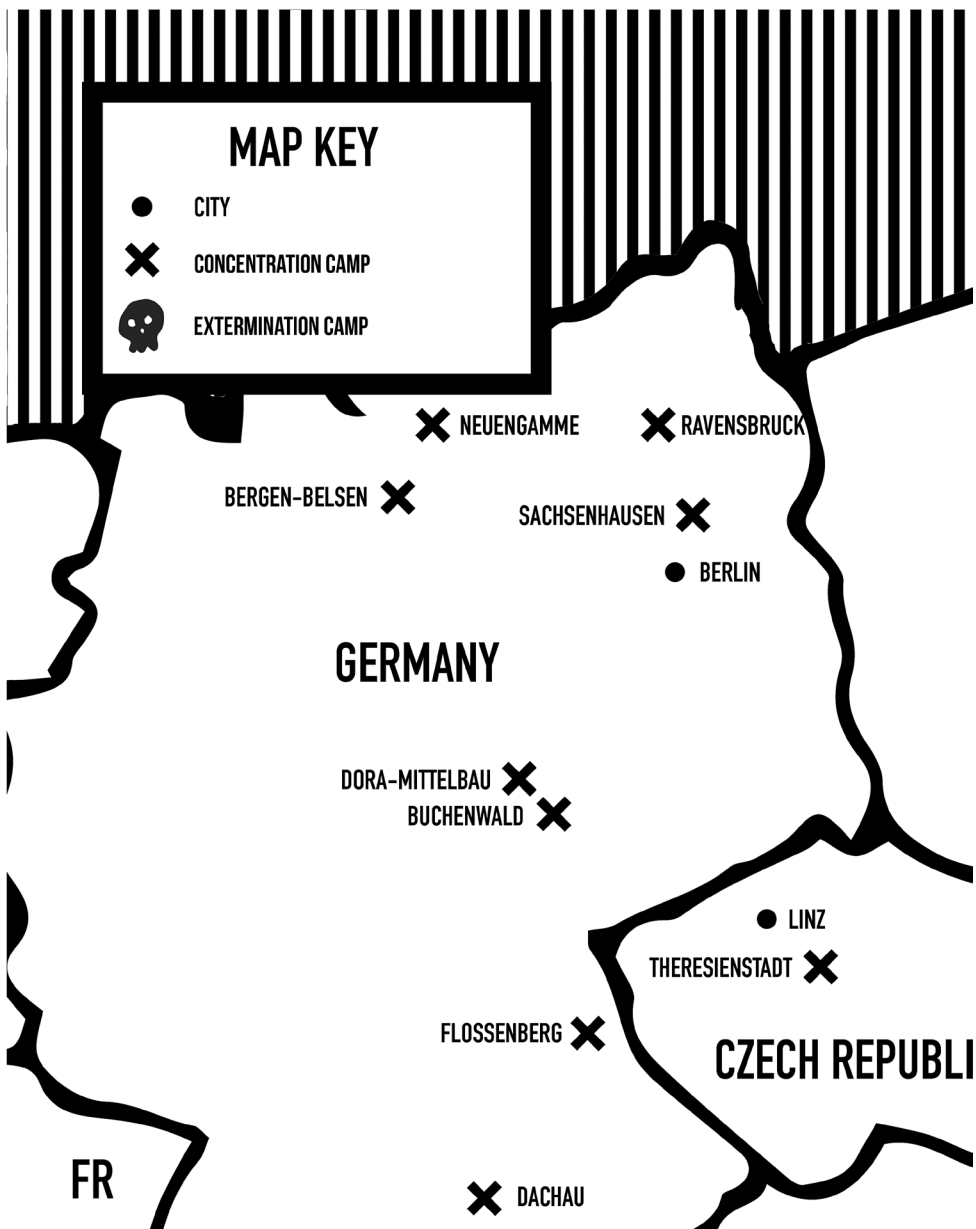 MAP KEY
CITY
CONCENTRATION CAMP
EXTERMINATION CAMP
NEUENGAMME
RAVENSBRUCK
BERGEN-BELSEN
SACHSENHAUSEN
BERLIN
GERMANY
DORA-MITTELBAU
BUCHENWALD
LINZ
THERESIENSTADT
FLOSSENBERG
CZECH REPUBLI
FR
DACHAU